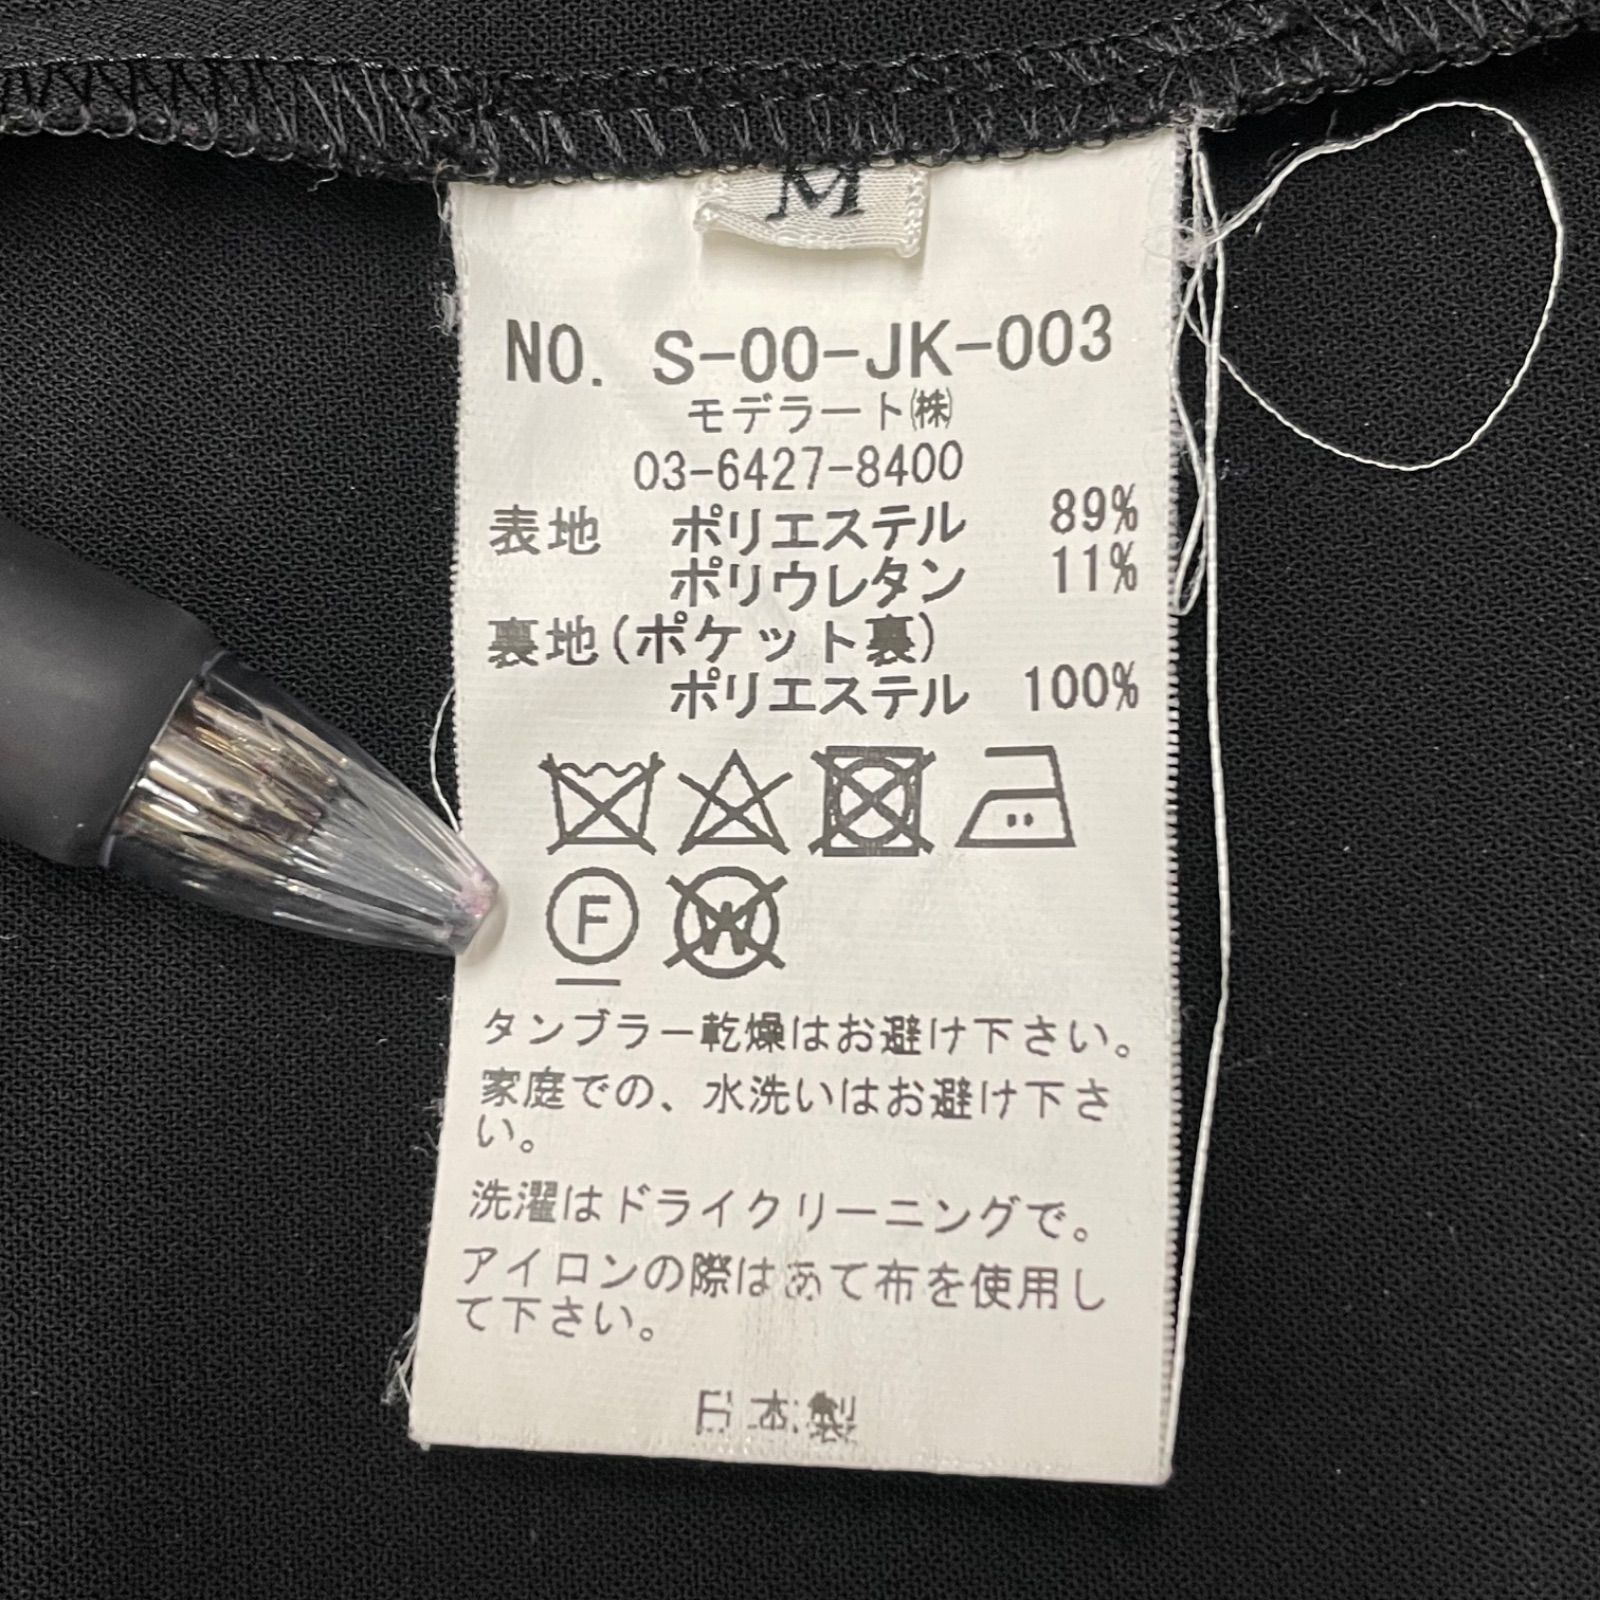 M
NO. S-00-JK-003
モデラート㈱
03-6427-8400
表地 ポリエステル 89%
ポリウレタン 11%
裏地(ポケット裏)
ポリエステル 100%
F
W
タンブラー乾燥はお避け下さい。
家庭での、水洗いはお避け下さ
い。
洗濯はドライクリーニングで。
アイロンの際はあて布を使用し
て下さい。
日本製